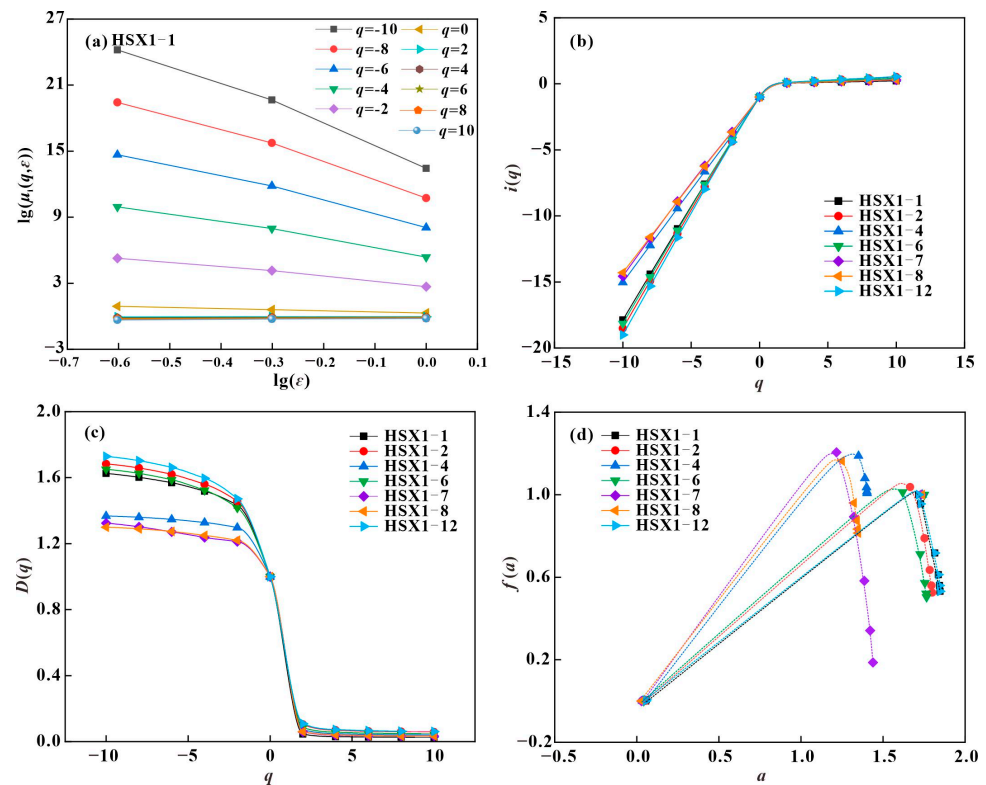 (a) HSX1-1
q=-10
q=-8
q=-6
q=-4
q=-2
q=0
q=2
q=4
q=6
q=8
q=10
27
21
15
9
3
−3
−0.7 −0.6 −0.5 −0.4 −0.3 −0.2 −0.1 0.0 0.1
lg(μᵢ(q,ε))
lg(ε)
(b)
HSX1-1
HSX1-2
HSX1-4
HSX1-6
HSX1-7
HSX1-8
HSX1-12
5
0
−5
−10
−15
−20
−15 −10 −5 0 5 10 15
i(q)
q
(c)
HSX1-1
HSX1-2
HSX1-4
HSX1-6
HSX1-7
HSX1-8
HSX1-12
2.0
1.6
1.2
0.8
0.4
0.0
−10 −5 0 5 10
D(q)
q
(d)
HSX1-1
HSX1-2
HSX1-4
HSX1-6
HSX1-7
HSX1-8
HSX1-12
1.4
1.0
0.6
0.2
−0.2
−0.5 0.0 0.5 1.0 1.5 2.0
f(a)
a